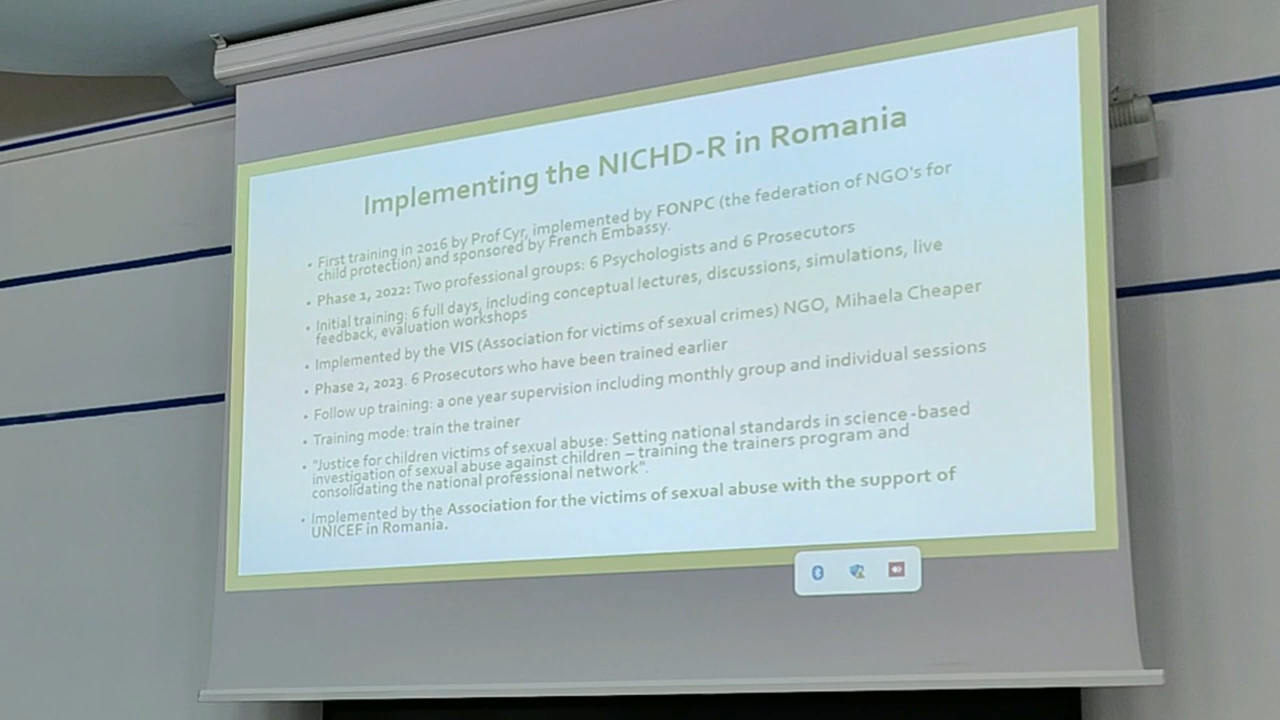 Implementing the NICHD-R in Romania
• First training in 2016 by Prof Cyr, implemented by FONPC (the federation of NGO's for
child protection) and sponsored by French Embassy.
• Phase 1, 2022: Two professional groups: 6 Psychologists and 6 Prosecutors
• Initial training: 6 full days, including conceptual lectures, discussions, simulations, live
feedback, evaluation workshops
• Implemented by the VIS (Association for victims of sexual crimes) NGO, Mihaela Cheaper
• Phase 2, 2023. 6 Prosecutors who have been trained earlier
• Follow up training: a one year supervision including monthly group and individual sessions
• Training mode: train the trainer
• "Justice for children victims of sexual abuse: Setting national standards in science-based
investigation of sexual abuse against children – training the trainers program and
consolidating the national professional network".
• Implemented by the Association for the victims of sexual abuse with the support of
UNICEF in Romania.